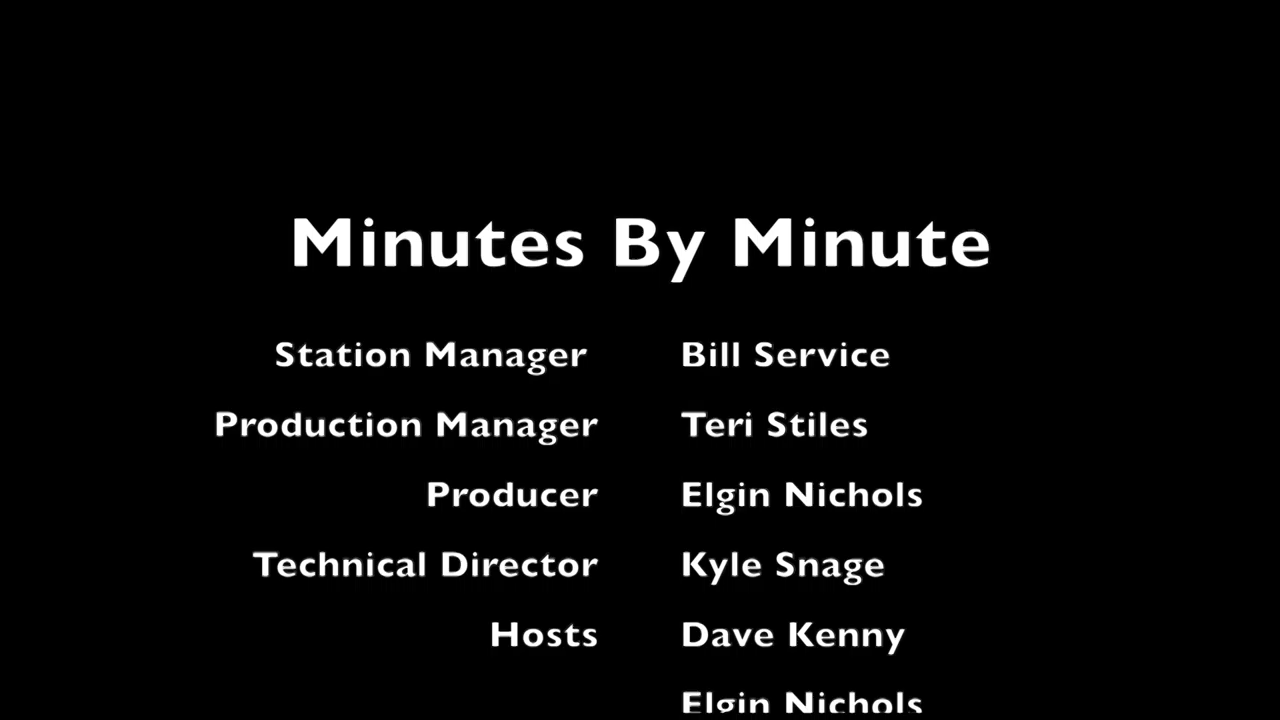 Minutes By Minute
Station Manager Bill Service
Production Manager Teri Stiles
Producer Elgin Nichols
Technical Director Kyle Snage
Hosts Dave Kenny
Elgin Nichols